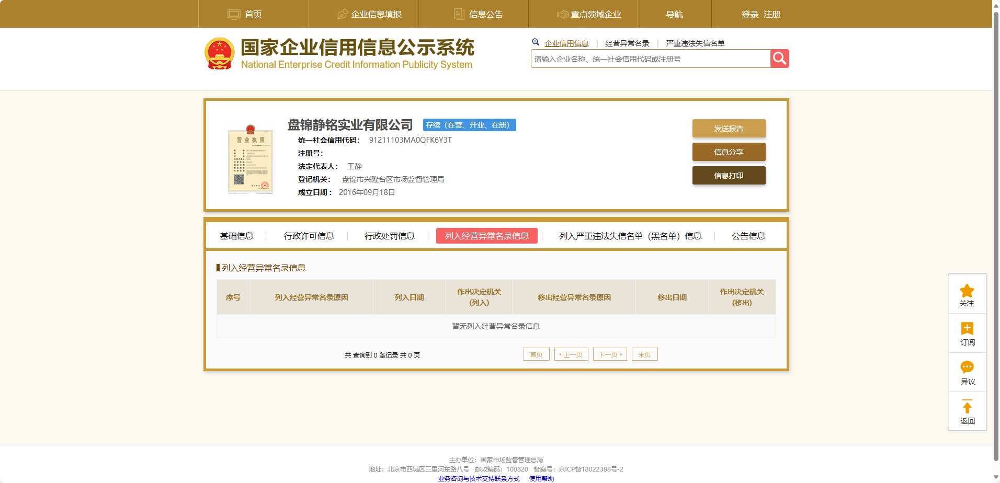 首页 企业信息填报 信息公告 重点领域企业 导航 登录 注册
国家企业信用信息公示系统
National Enterprise Credit Information Publicity System
企业信用信息 | 经营异常名录 | 严重违法失信名单
请输入企业名称、统一社会信用代码或注册号
营业执照
盘锦静铭实业有限公司 存续（在营、开业、在册）
统一社会信用代码： 91211103MA0QFK6Y3T
注册号：
法定代表人： 王静
登记机关： 盘锦市兴隆台区市场监督管理局
成立日期： 2016年09月18日
发送报告
信息分享
信息打印
基础信息 行政许可信息 行政处罚信息 列入经营异常名录信息 列入严重违法失信名单（黑名单）信息 公告信息
列入经营异常名录信息
序号 列入经营异常名录原因 列入日期 作出决定机关(列入) 移出经营异常名录原因 移出日期 作出决定机关(移出)
暂无列入经营异常名录信息
共 查询到 0 条记录 共 0 页 首页 上一页 下一页 末页
关注
订阅
异议
返回
主办单位：国家市场监督管理总局
地址：北京市西城区三里河东路八号 邮政编码：100820 备案号：京ICP备18022388号-2
业务咨询与技术支持联系方式 使用帮助